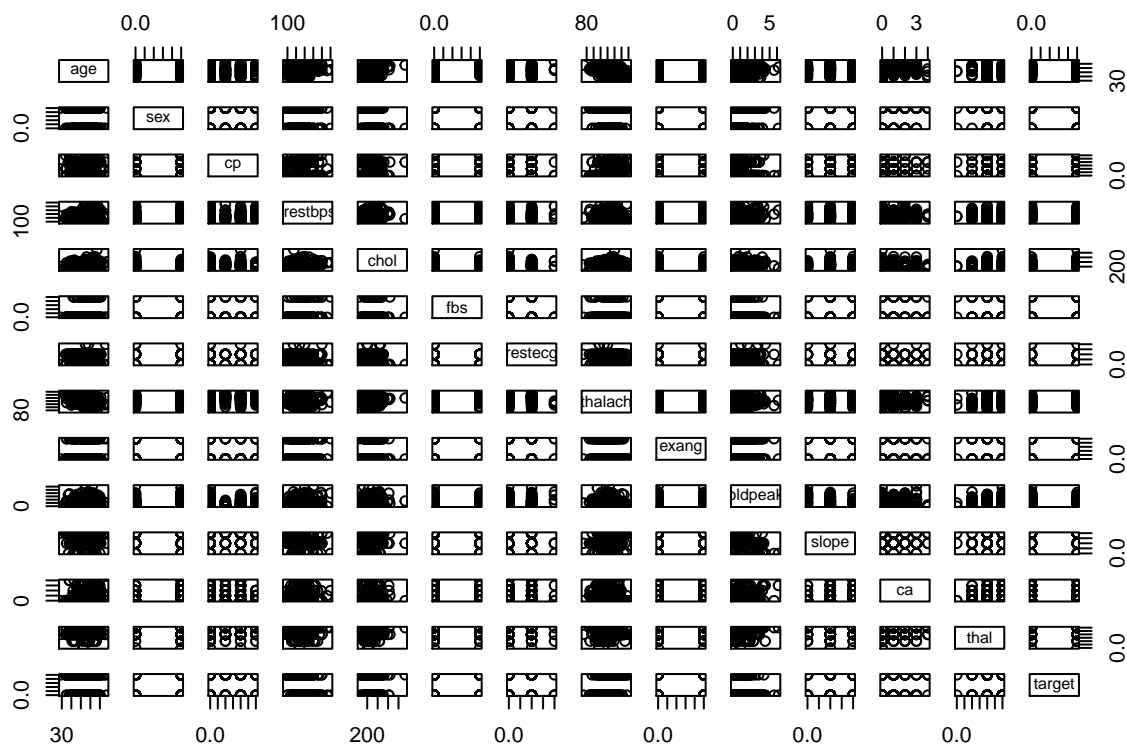 0.0 100 0.0 80 0 5 0 3 0.0
age 30
0.0 sex
cp 0.0
100 restbps
chol 200
0.0 fbs
restecg 0.0
80 thalach
exang 0.0
0 oldpeak
slope 0.0
0 ca
thal 0.0
0.0 target
30 0.0 200 0.0 0.0 0.0 0.0